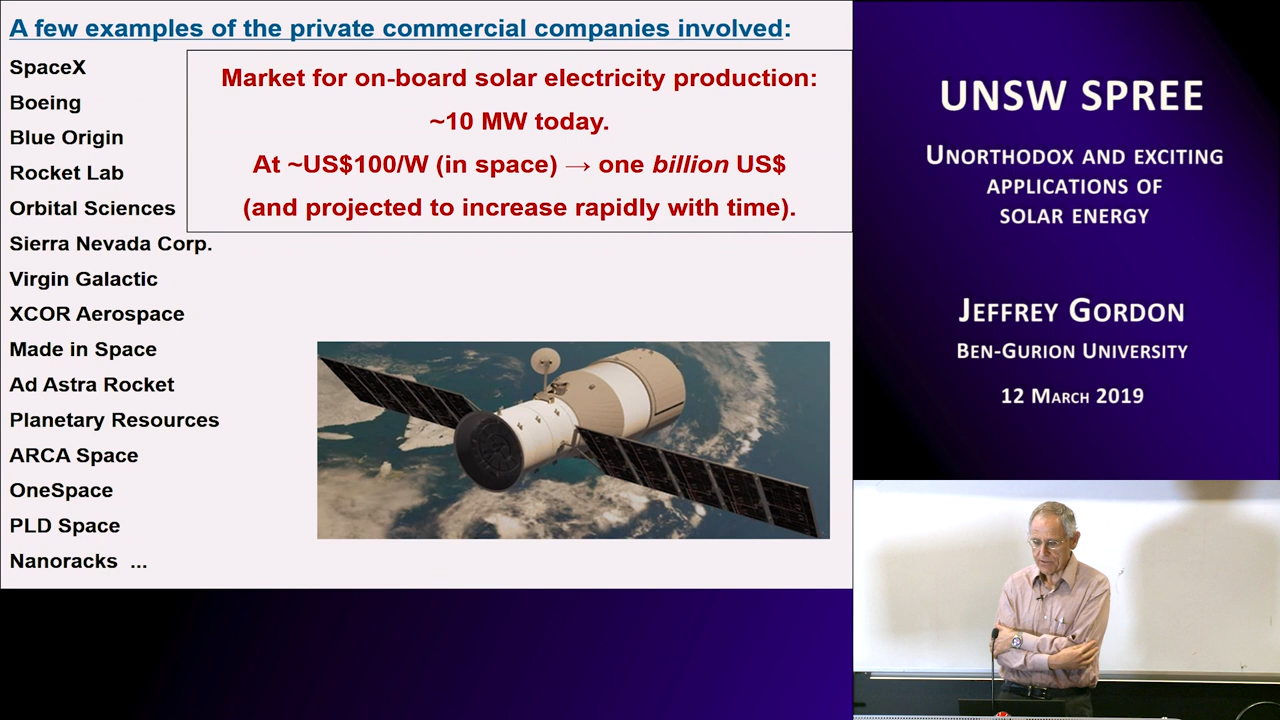 A few examples of the private commercial companies involved:
SpaceX
Boeing
Blue Origin
Rocket Lab
Orbital Sciences
Sierra Nevada Corp.
Virgin Galactic
XCOR Aerospace
Made in Space
Ad Astra Rocket
Planetary Resources
ARCA Space
OneSpace
PLD Space
Nanoracks ...
Market for on-board solar electricity production:
~10 MW today.
At ~US$100/W (in space) → one billion US$
(and projected to increase rapidly with time).
UNSW SPREE
Unorthodox and exciting
applications of
solar energy
Jeffrey Gordon
Ben-Gurion University
12 March 2019